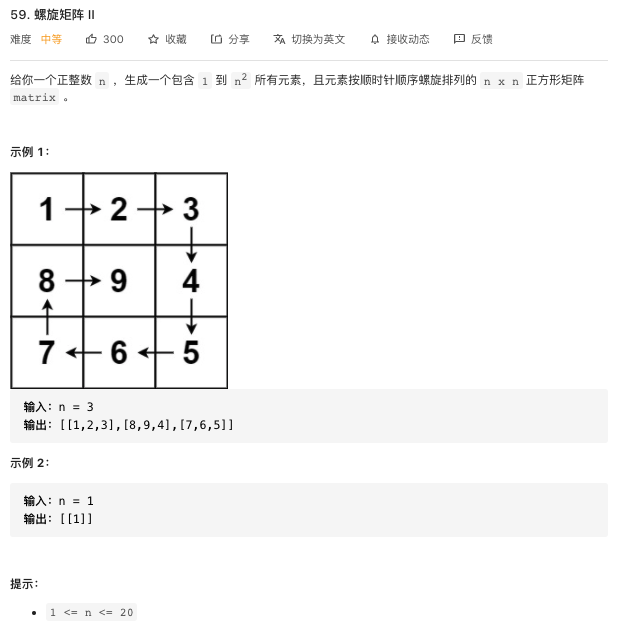 59. 螺旋矩阵 II
难度 中等 300 收藏 分享 切换为英文 接收动态 反馈
给你一个正整数 n ，生成一个包含 1 到 n² 所有元素，且元素按顺时针顺序螺旋排列的 n x n 正方形矩阵
matrix 。
示例 1：
1 2 3
8 9 4
7 6 5
输入：n = 3
输出：[[1,2,3],[8,9,4],[7,6,5]]
示例 2：
输入：n = 1
输出：[[1]]
提示：
1 <= n <= 20